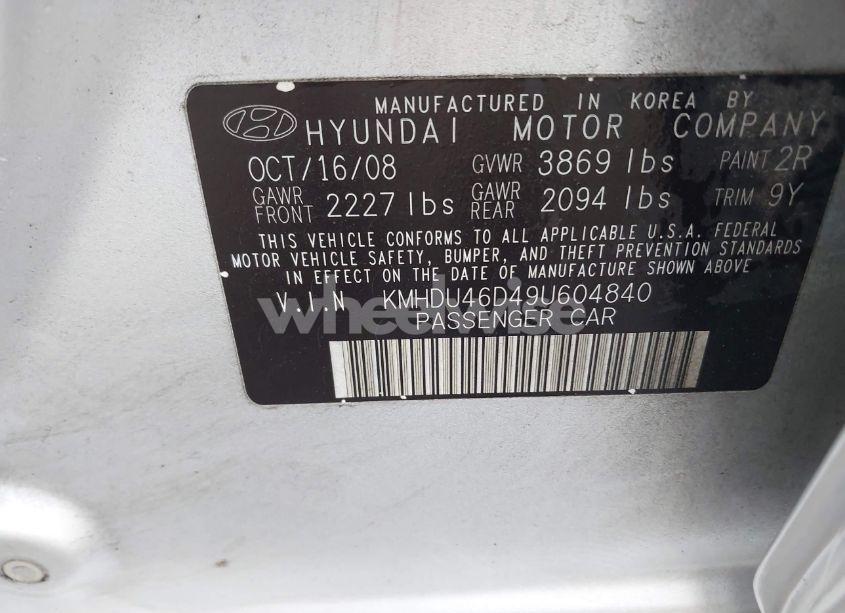 MANUFACTURED IN KOREA BY
HYUNDAI MOTOR COMPANY
OCT/16/08 GVWR 3869 lbs PAINT 2R
GAWR FRONT 2227 lbs GAWR REAR 2094 lbs TRIM 9Y
THIS VEHICLE CONFORMS TO ALL APPLICABLE U.S.A. FEDERAL
MOTOR VEHICLE SAFETY, BUMPER, AND THEFT PREVENTION STANDARDS
IN EFFECT ON THE DATE OF MANUFACTURE SHOWN ABOVE.
V.I.N KMHDU46D49U604840
wheelwise
PASSENGER CAR